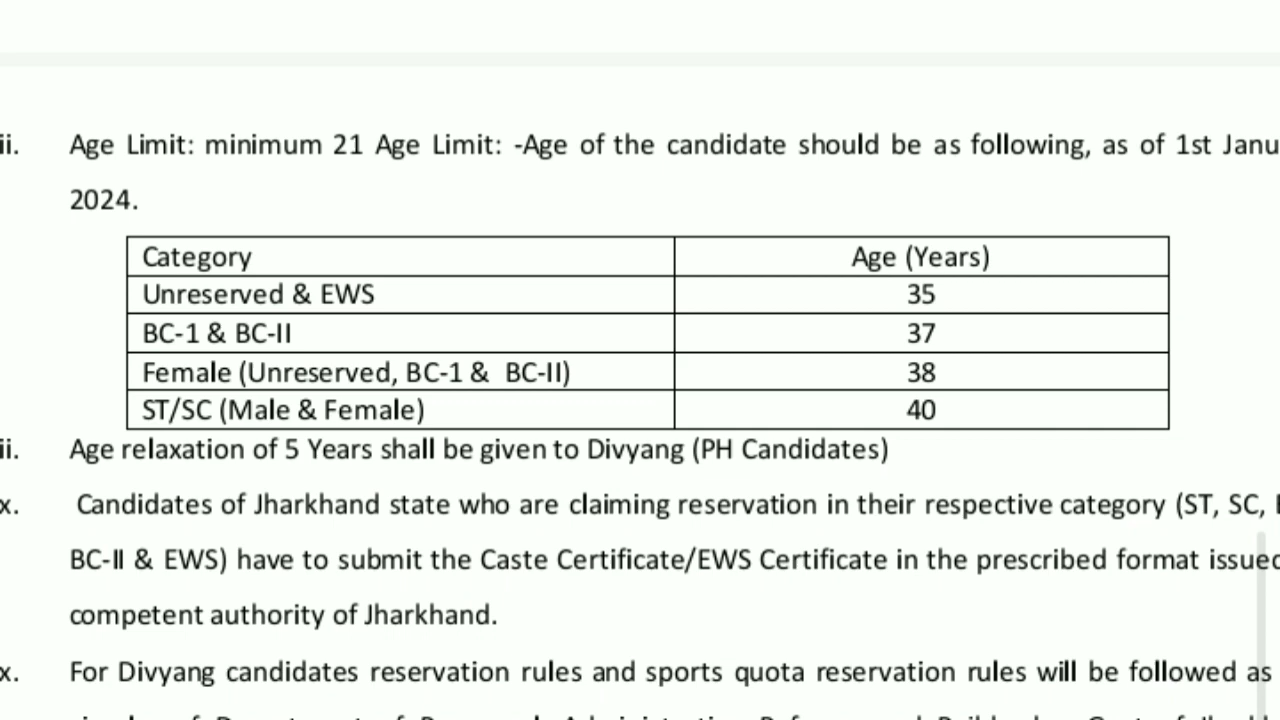 ii. Age Limit: minimum 21 Age Limit: -Age of the candidate should be as following, as of 1st Janu
2024.
Category Age (Years)
Unreserved & EWS 35
BC-1 & BC-II 37
Female (Unreserved, BC-1 & BC-II) 38
ST/SC (Male & Female) 40
ii. Age relaxation of 5 Years shall be given to Divyang (PH Candidates)
x. Candidates of Jharkhand state who are claiming reservation in their respective category (ST, SC,
BC-II & EWS) have to submit the Caste Certificate/EWS Certificate in the prescribed format issued
competent authority of Jharkhand.
x. For Divyang candidates reservation rules and sports quota reservation rules will be followed as